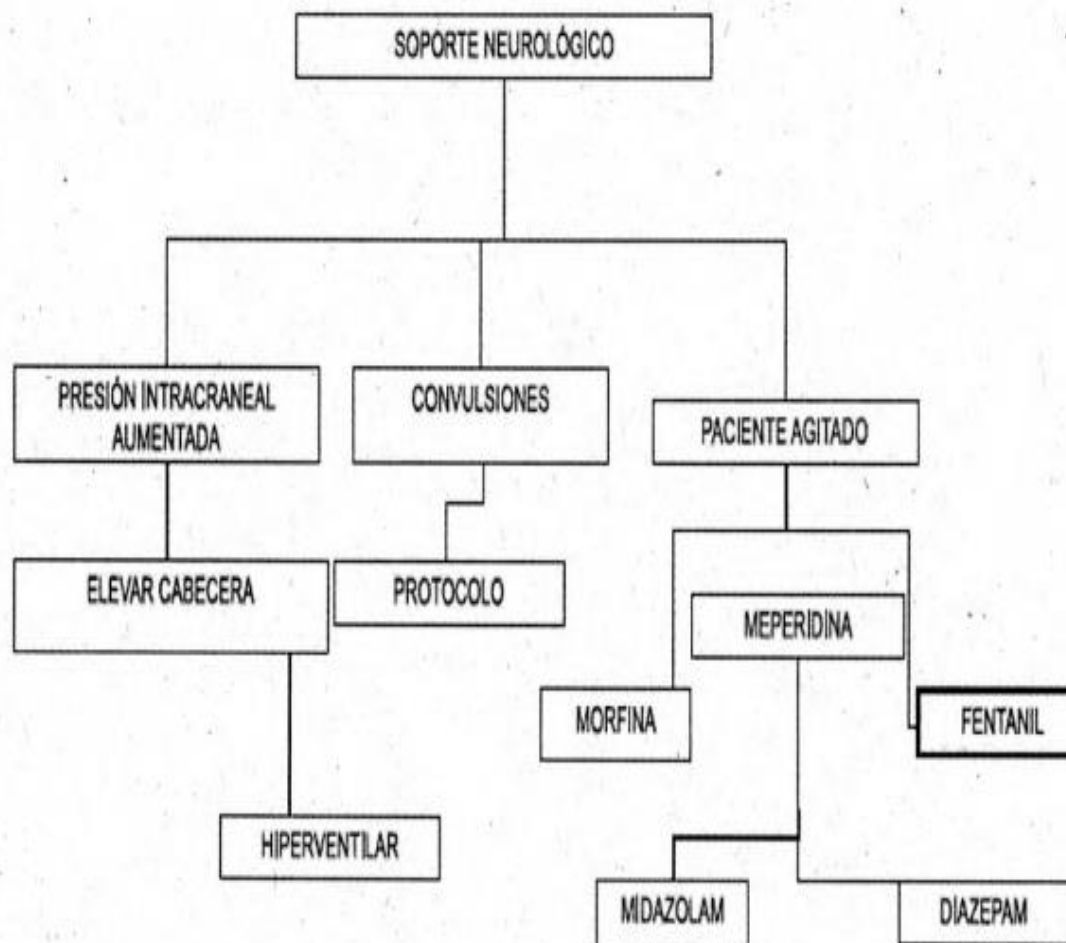 SOPORTE NEUROLÓGICO
PRESIÓN INTRACRANEAL
AUMENTADA
CONVULSIONES
PACIENTE AGITADO
ELEVAR CABECERA
PROTOCOLO
MEPERIDINA
MORFINA
FENTANIL
HIPERVENTILAR
MIDAZOLAM
DIAZEPAM